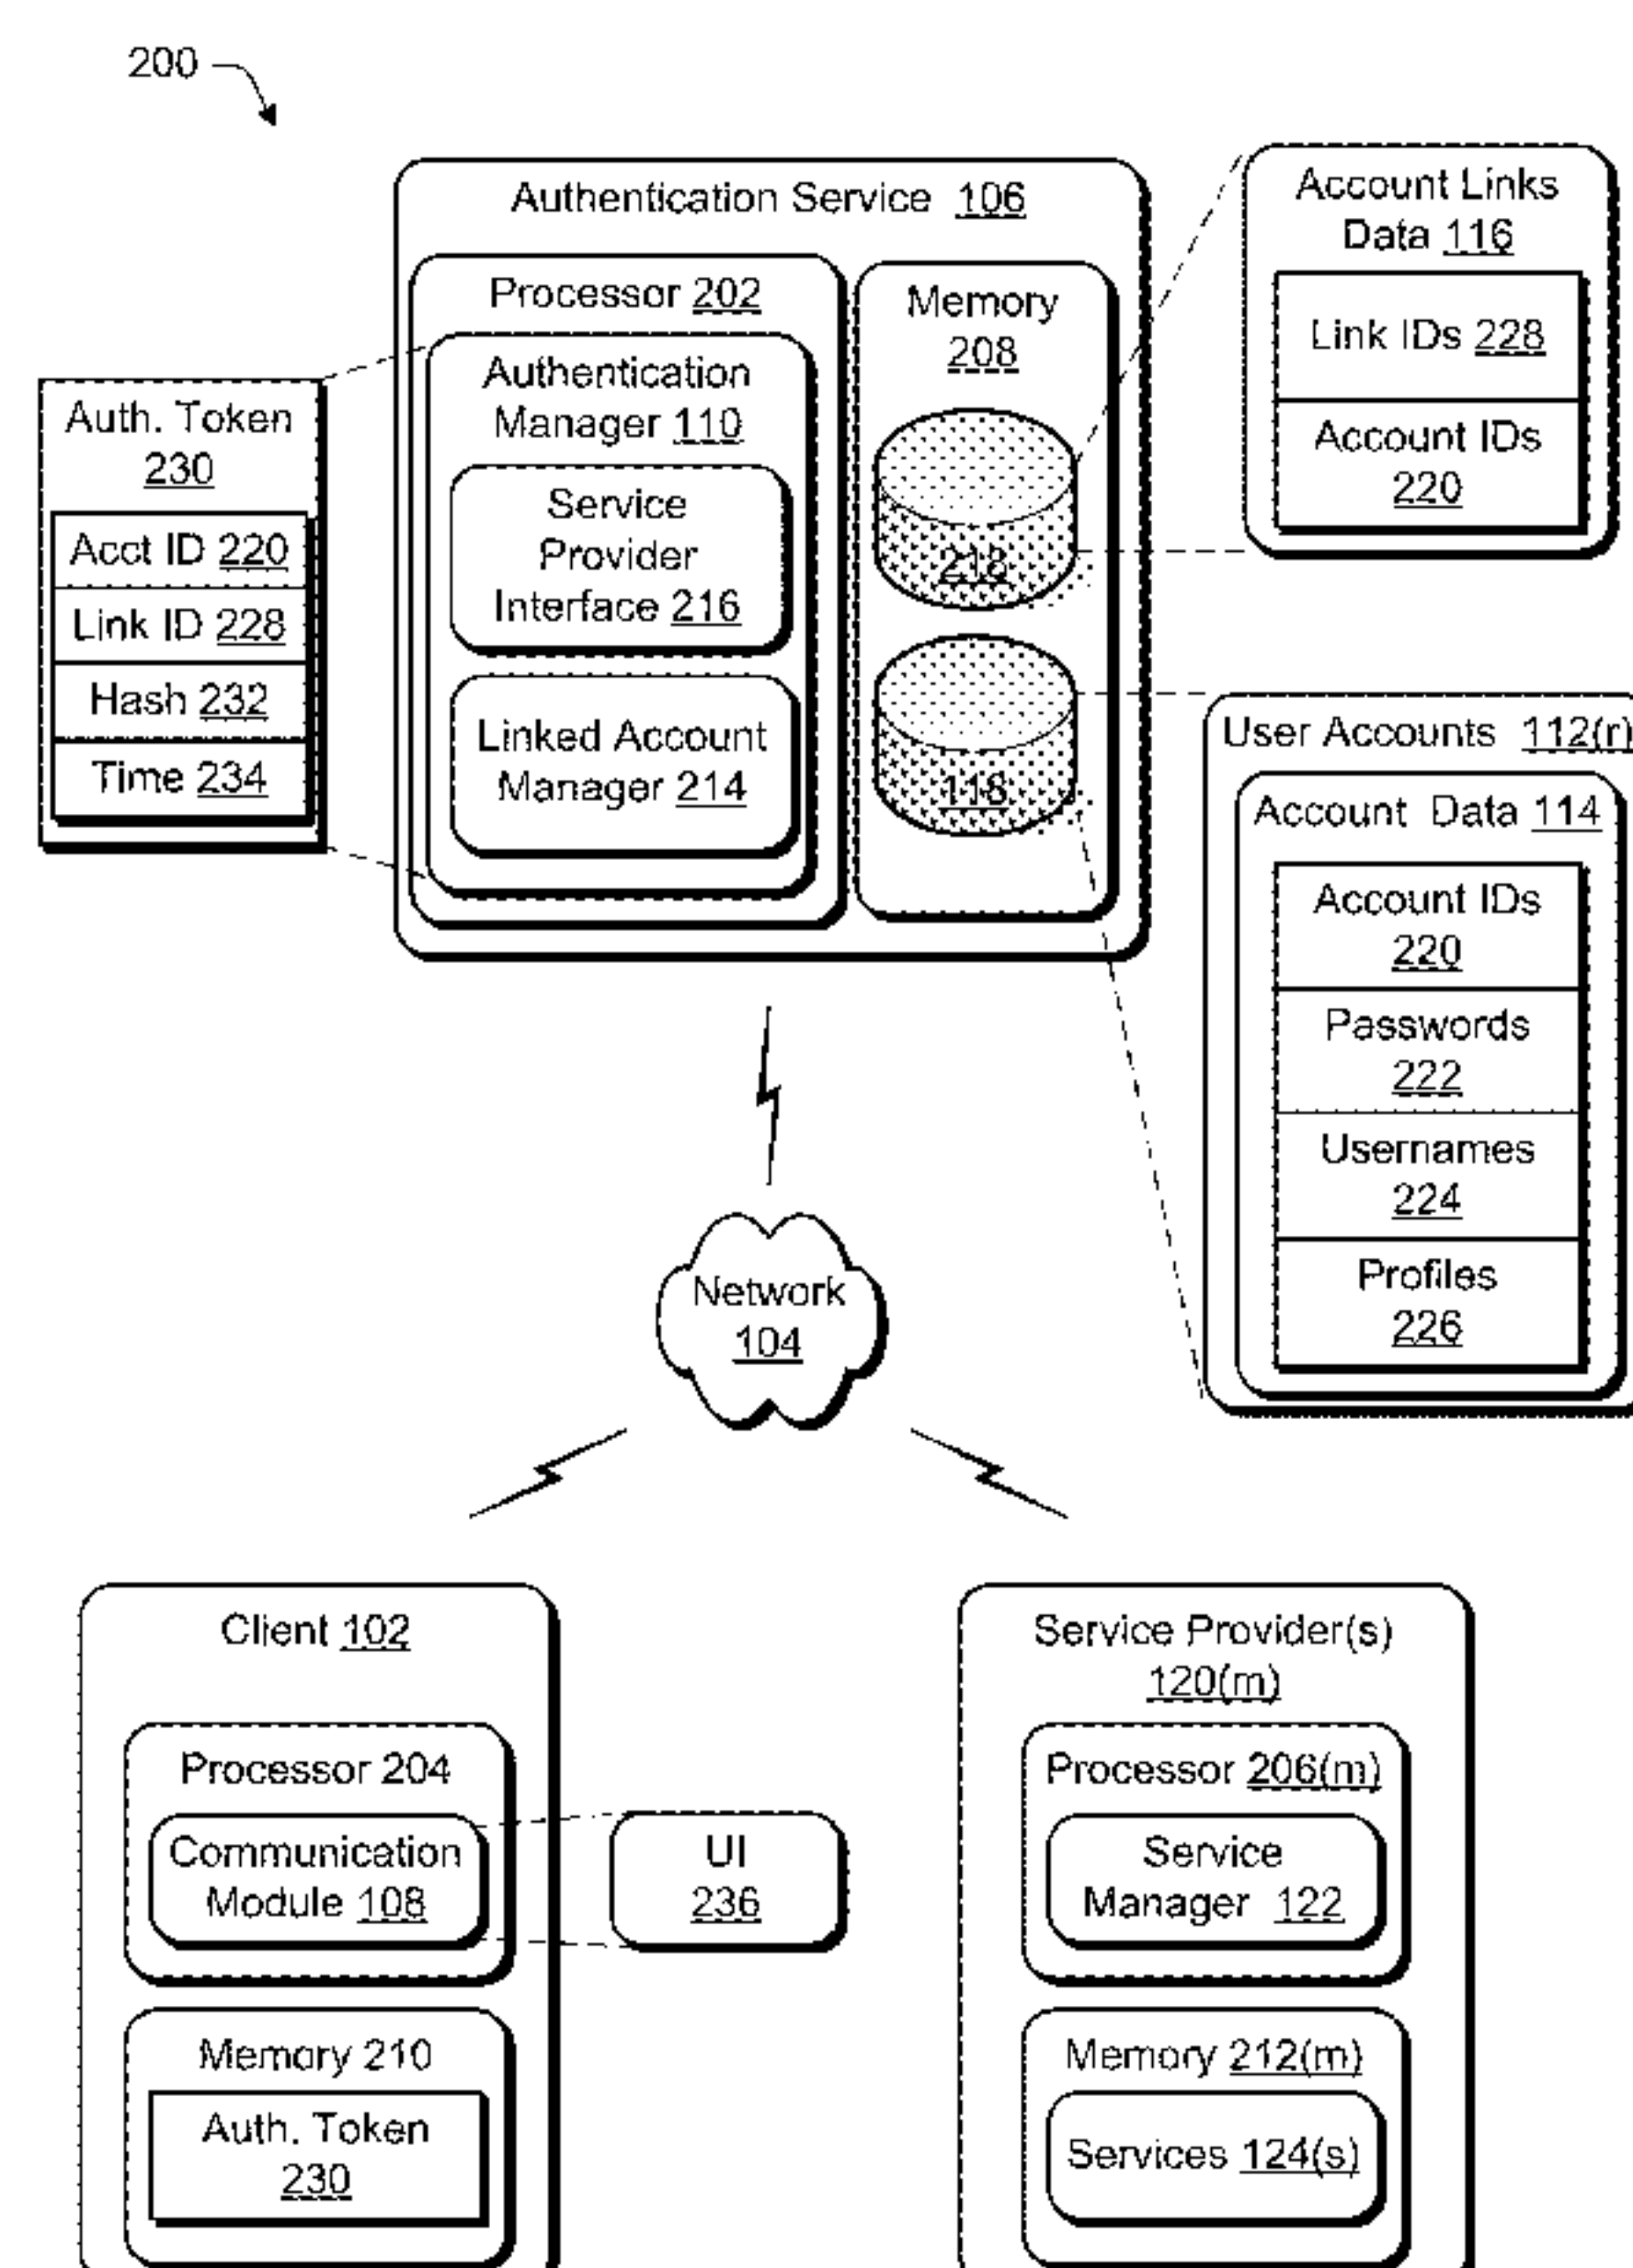 200
Authentication Service 106
Processor 202
Authentication
Manager 110
Service
Provider
Interface 216
Linked Account
Manager 214
Memory
208
218
118
Auth. Token
230
Acct ID 220
Link ID 228
Hash 232
Time 234
Account Links
Data 116
Link IDs 228
Account IDs
220
User Accounts 112(r)
Account Data 114
Account IDs
220
Passwords
222
Usernames
224
Profiles
226
Network
104
Client 102
Processor 204
Communication
Module 108
UI
236
Memory 210
Auth. Token
230
Service Provider(s)
120(m)
Processor 206(m)
Service
Manager 122
Memory 212(m)
Services 124(s)